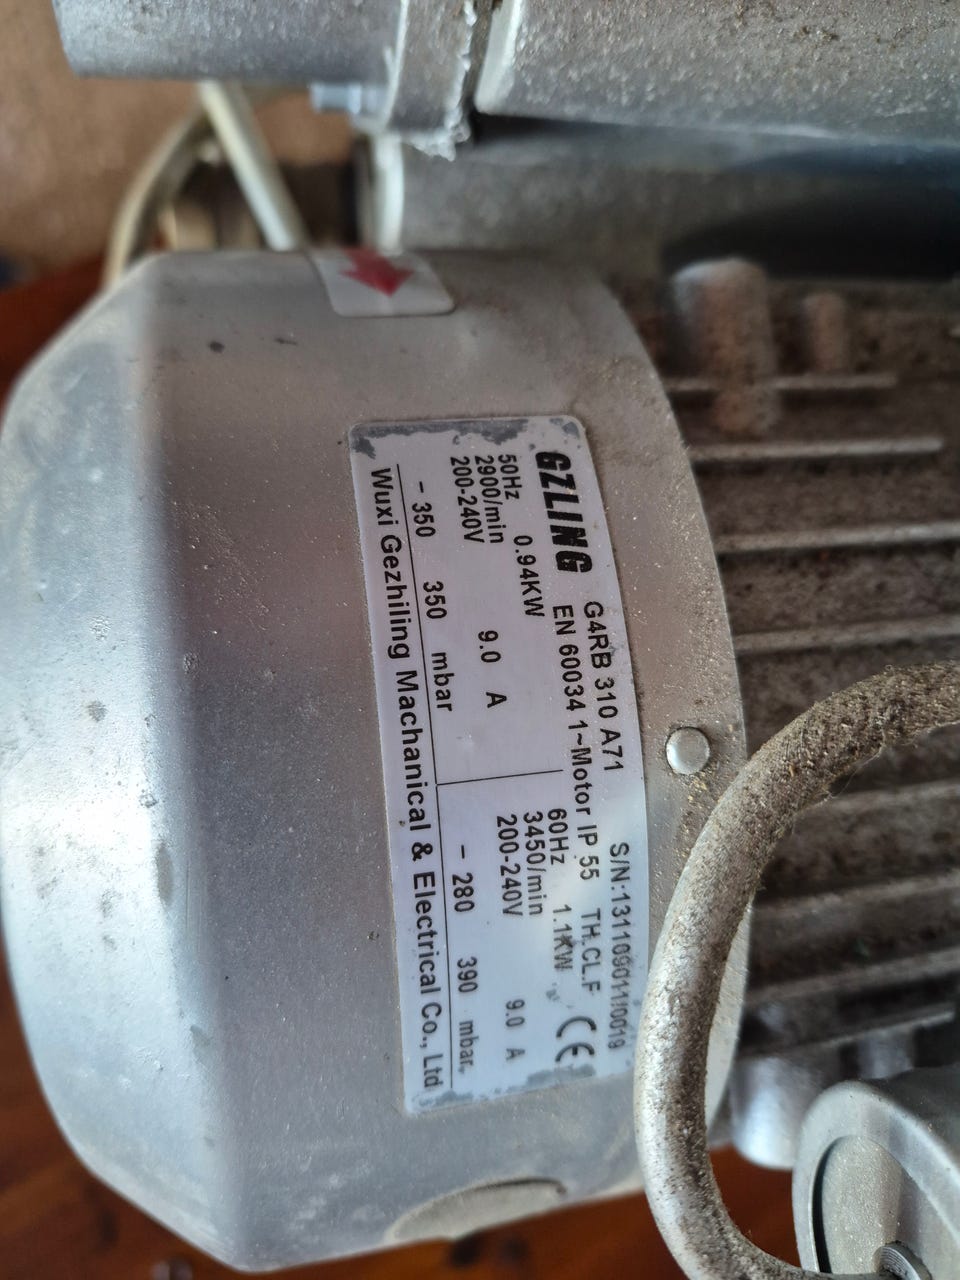 GZLING G4RB 310 A71 S/N:1311090110019
EN 60034 1~Motor IP 55 TH.CL.F CE
50Hz 0.94KW
2900/min
200-240V 9.0 A
- 350 350 mbar
60Hz 1.1KW
3450/min
200-240V 9.0 A
- 280 390 mbar.
Wuxi Gezhiling Machanical & Electrical Co., Ltd